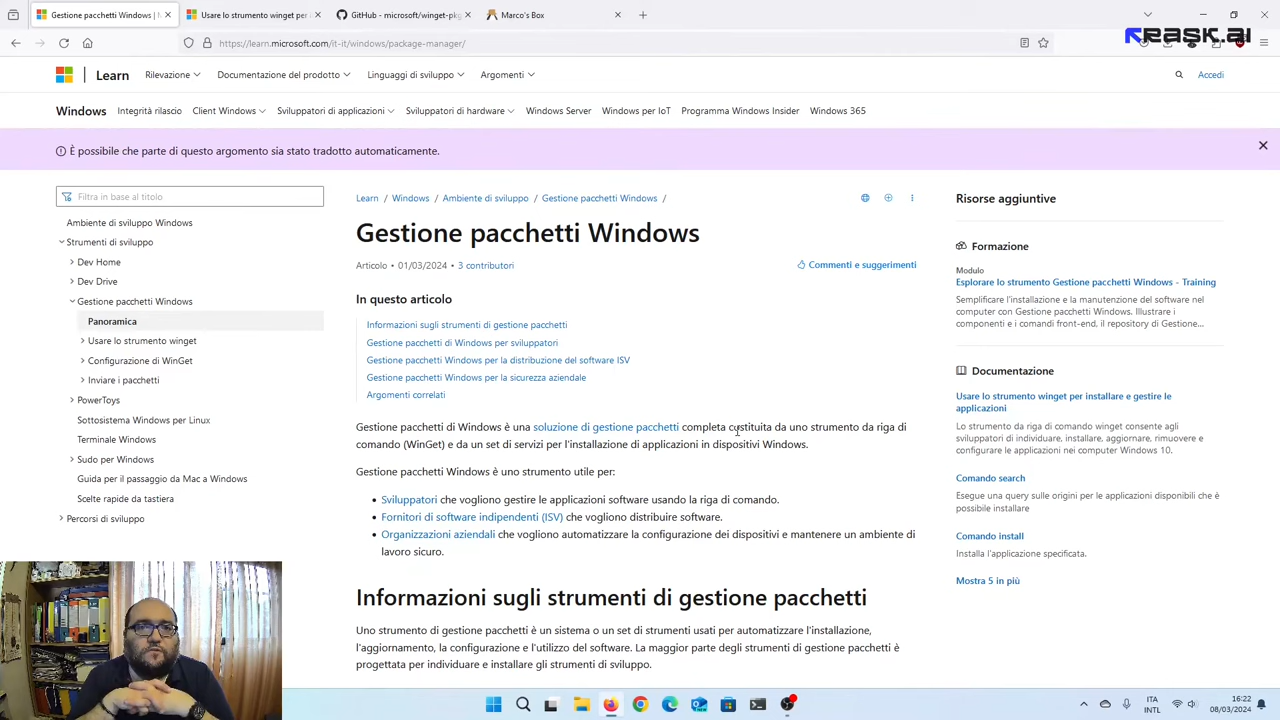 Gestione pacchetti Windows | M
Usare lo strumento winget per i
GitHub - microsoft/winget-pkg
Marco's Box
https://learn.microsoft.com/it-it/windows/package-m
Reask.ai
Learn
Rilevazione
Documentazione del prodotto
Linguaggi di sviluppo
Argomenti
Accedi
Windows
Integrità rilascio
Client Windows
Sviluppatori di applicazioni
Sviluppatori di hardware
Windows Server
Windows per IoT
Programma Windows Insider
Windows 365
È possibile che parte di questo argomento sia stato tradotto automaticamente.
Filtra in base al titolo
Ambiente di sviluppo Windows
Strumenti di sviluppo
Dev Home
Dev Drive
Gestione pacchetti Windows
Panoramica
Usare lo strumento winget
Configurazione di WinGet
Inviare i pacchetti
PowerToys
Sottosistema Windows per Linux
Terminale Windows
Sudo per Windows
Guida per il passaggio da Mac a Windows
Scelte rapide da tastiera
Percorsi di sviluppo
Learn / Windows / Ambiente di sviluppo / Gestione pacchetti Windows /
Gestione pacchetti Windows
Articolo • 01/03/2024 • 3 contributori
Commenti e suggerimenti
In questo articolo
Informazioni sugli strumenti di gestione pacchetti
Gestione pacchetti di Windows per sviluppatori
Gestione pacchetti Windows per la distribuzione del software ISV
Gestione pacchetti Windows per la sicurezza aziendale
Argomenti correlati
Gestione pacchetti di Windows è una soluzione di gestione pacchetti completa costituita da uno strumento da riga di
comando (WinGet) e da un set di servizi per l'installazione di applicazioni in dispositivi Windows.
Gestione pacchetti Windows è uno strumento utile per:
• Sviluppatori che vogliono gestire le applicazioni software usando la riga di comando.
• Fornitori di software indipendenti (ISV) che vogliono distribuire software.
• Organizzazioni aziendali che vogliono automatizzare la configurazione dei dispositivi e mantenere un ambiente di
lavoro sicuro.
Informazioni sugli strumenti di gestione pacchetti
Uno strumento di gestione pacchetti è un sistema o un set di strumenti usati per automatizzare l'installazione,
l'aggiornamento, la configurazione e l'utilizzo del software. La maggior parte degli strumenti di gestione pacchetti è
progettata per individuare e installare gli strumenti di sviluppo.
Risorse aggiuntive
Formazione
Modulo
Esplorare lo strumento Gestione pacchetti Windows - Training
Semplificare l'installazione e la manutenzione del software nel
computer con Gestione pacchetti Windows. Illustrare i
componenti e i comandi front-end, il repository di Gestione...
Documentazione
Usare lo strumento winget per installare e gestire le
applicazioni
Lo strumento da riga di comando winget consente agli
sviluppatori di individuare, installare, aggiornare, rimuovere e
configurare applicazioni nei computer Windows 10.
Comando search
Esegue una query sulle origini per le applicazioni disponibili che è
possibile installare
Comando install
Installa l'applicazione specificata.
Mostra 5 in più
ITA
INTL
16:22
08/03/2024